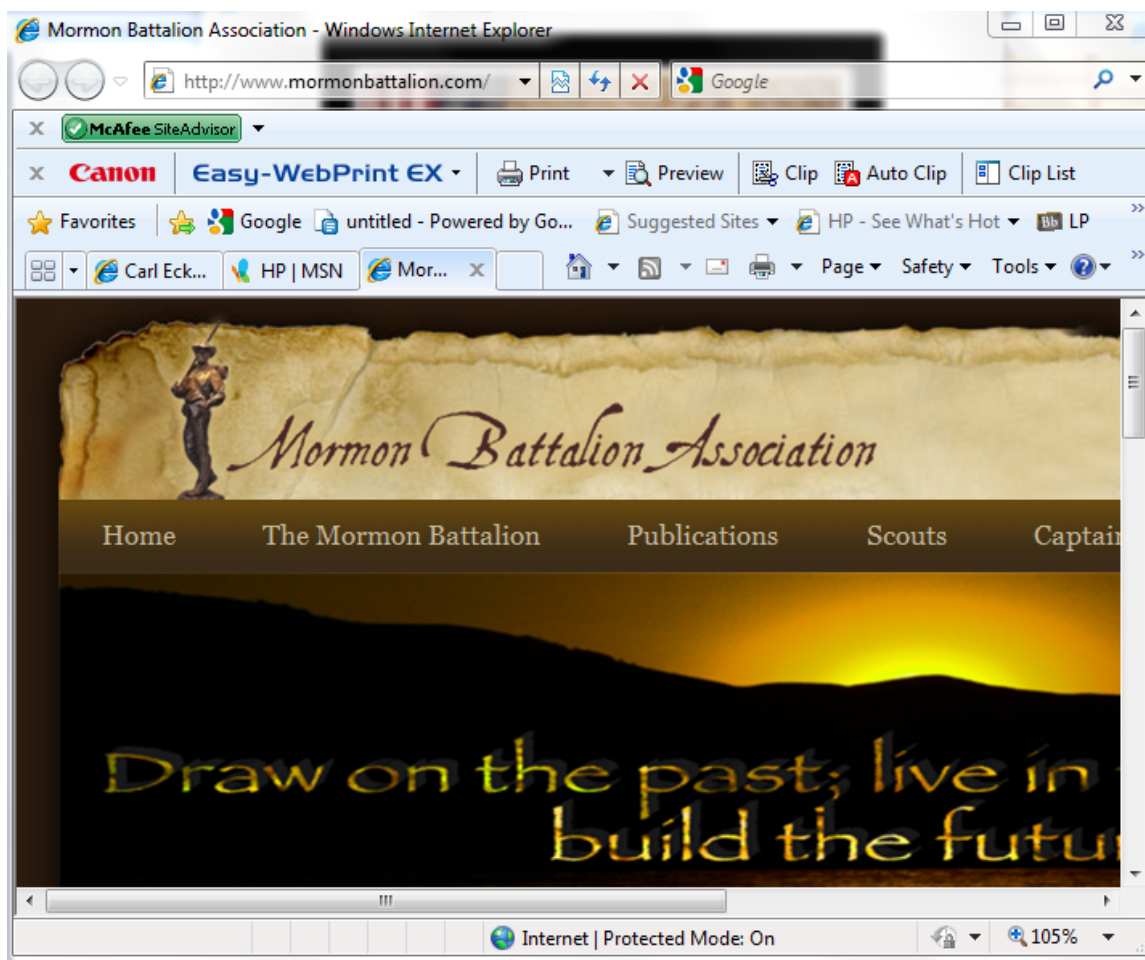 Mormon Battalion Association - Windows Internet Explorer
http://www.mormonbattalion.com/ Google
McAfee SiteAdvisor
Canon Easy-WebPrint EX Print Preview Clip Auto Clip Clip List
Favorites Google untitled - Powered by Go... Suggested Sites HP - See What's Hot Bb LP
Carl Eck... HP | MSN Mor... Page Safety Tools
Mormon Battalion Association
Home The Mormon Battalion Publications Scouts Captain
Draw on the past; live in
build the futu
Internet | Protected Mode: On 105%